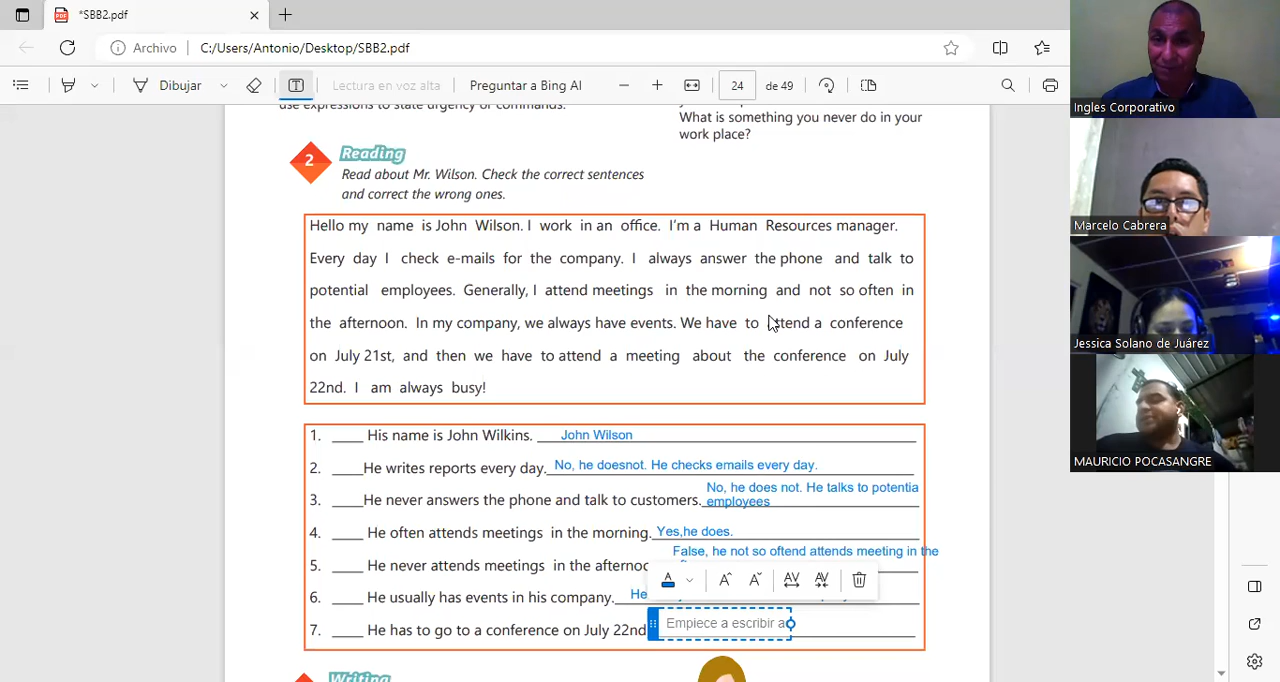 *SBB2.pdf
Archivo C:/Users/Antonio/Desktop/SBB2.pdf
Dibujar Lectura en voz alta Preguntar a Bing AI 24 de 49
use expressions to state urgency or commands.
What is something you never do in your
work place?
2 Reading
Read about Mr. Wilson. Check the correct sentences
and correct the wrong ones.
Hello my name is John Wilson. I work in an office. I'm a Human Resources manager.
Every day I check e-mails for the company. I always answer the phone and talk to
potential employees. Generally, I attend meetings in the morning and not so often in
the afternoon. In my company, we always have events. We have to attend a conference
on July 21st, and then we have to attend a meeting about the conference on July
22nd. I am always busy!
1. ____ His name is John Wilkins. John Wilson
2. ____He writes reports every day. No, he doesnot. He checks emails every day.
3. ____He never answers the phone and talk to customers. No, he does not. He talks to potentia
employees
4. ____ He often attends meetings in the morning. Yes,he does.
False, he not so oftend attends meeting in the
5. ____ He never attends meetings in the afternoo
6. ____ He usually has events in his company. He
7. ____ He has to go to a conference on July 22nd
Empiece a escribir a
Writing
Ingles Corporativo
Marcelo Cabrera
Jessica Solano de Juárez
MAURICIO POCASANGRE